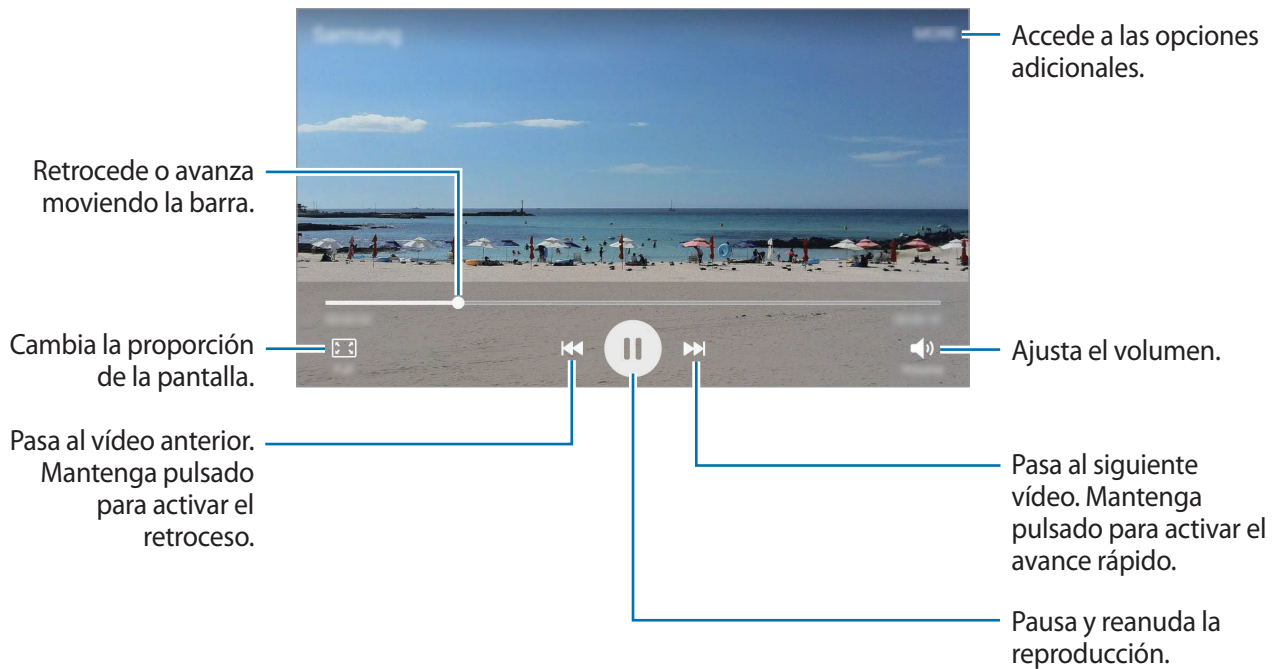 Accede a las opciones
adicionales.
Retrocede o avanza
moviendo la barra.
Cambia la proporción
de la pantalla.
Ajusta el volumen.
Pasa al vídeo anterior.
Mantenga pulsado
para activar el
retroceso.
Pasa al siguiente
vídeo. Mantenga
pulsado para activar el
avance rápido.
Pausa y reanuda la
reproducción.